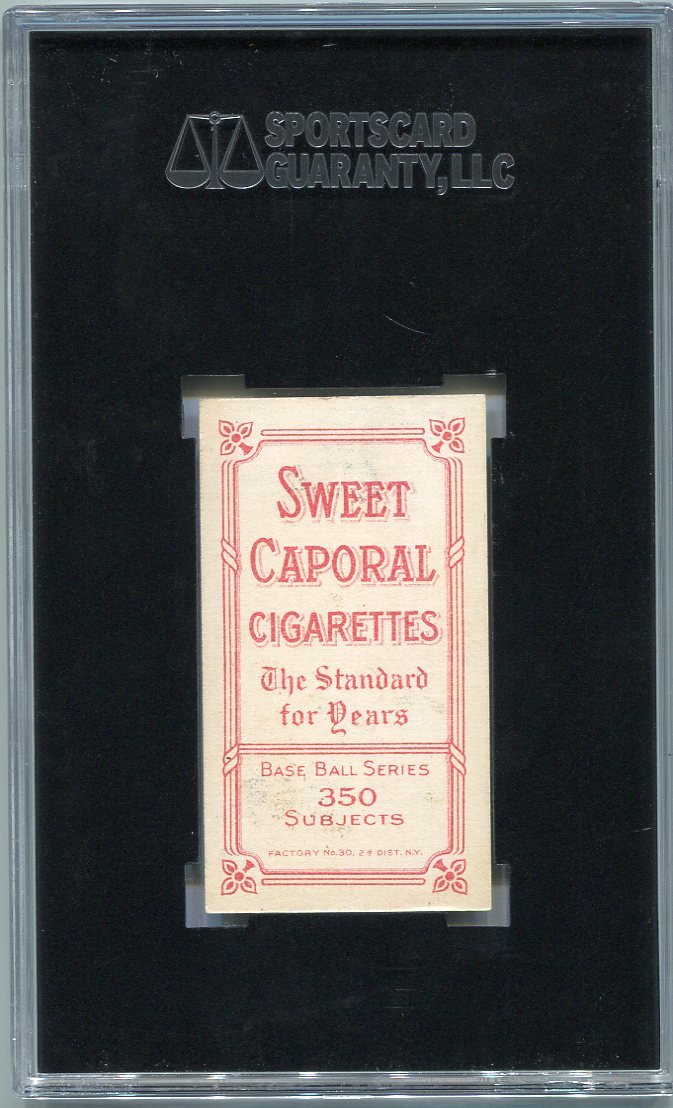 SPORTSCARD
GUARANTY, LLC
SWEET
CAPORAL
CIGARETTES
The Standard
for Years
BASE BALL SERIES
350
SUBJECTS
FACTORY No. 30, 2d DIST. N.Y.